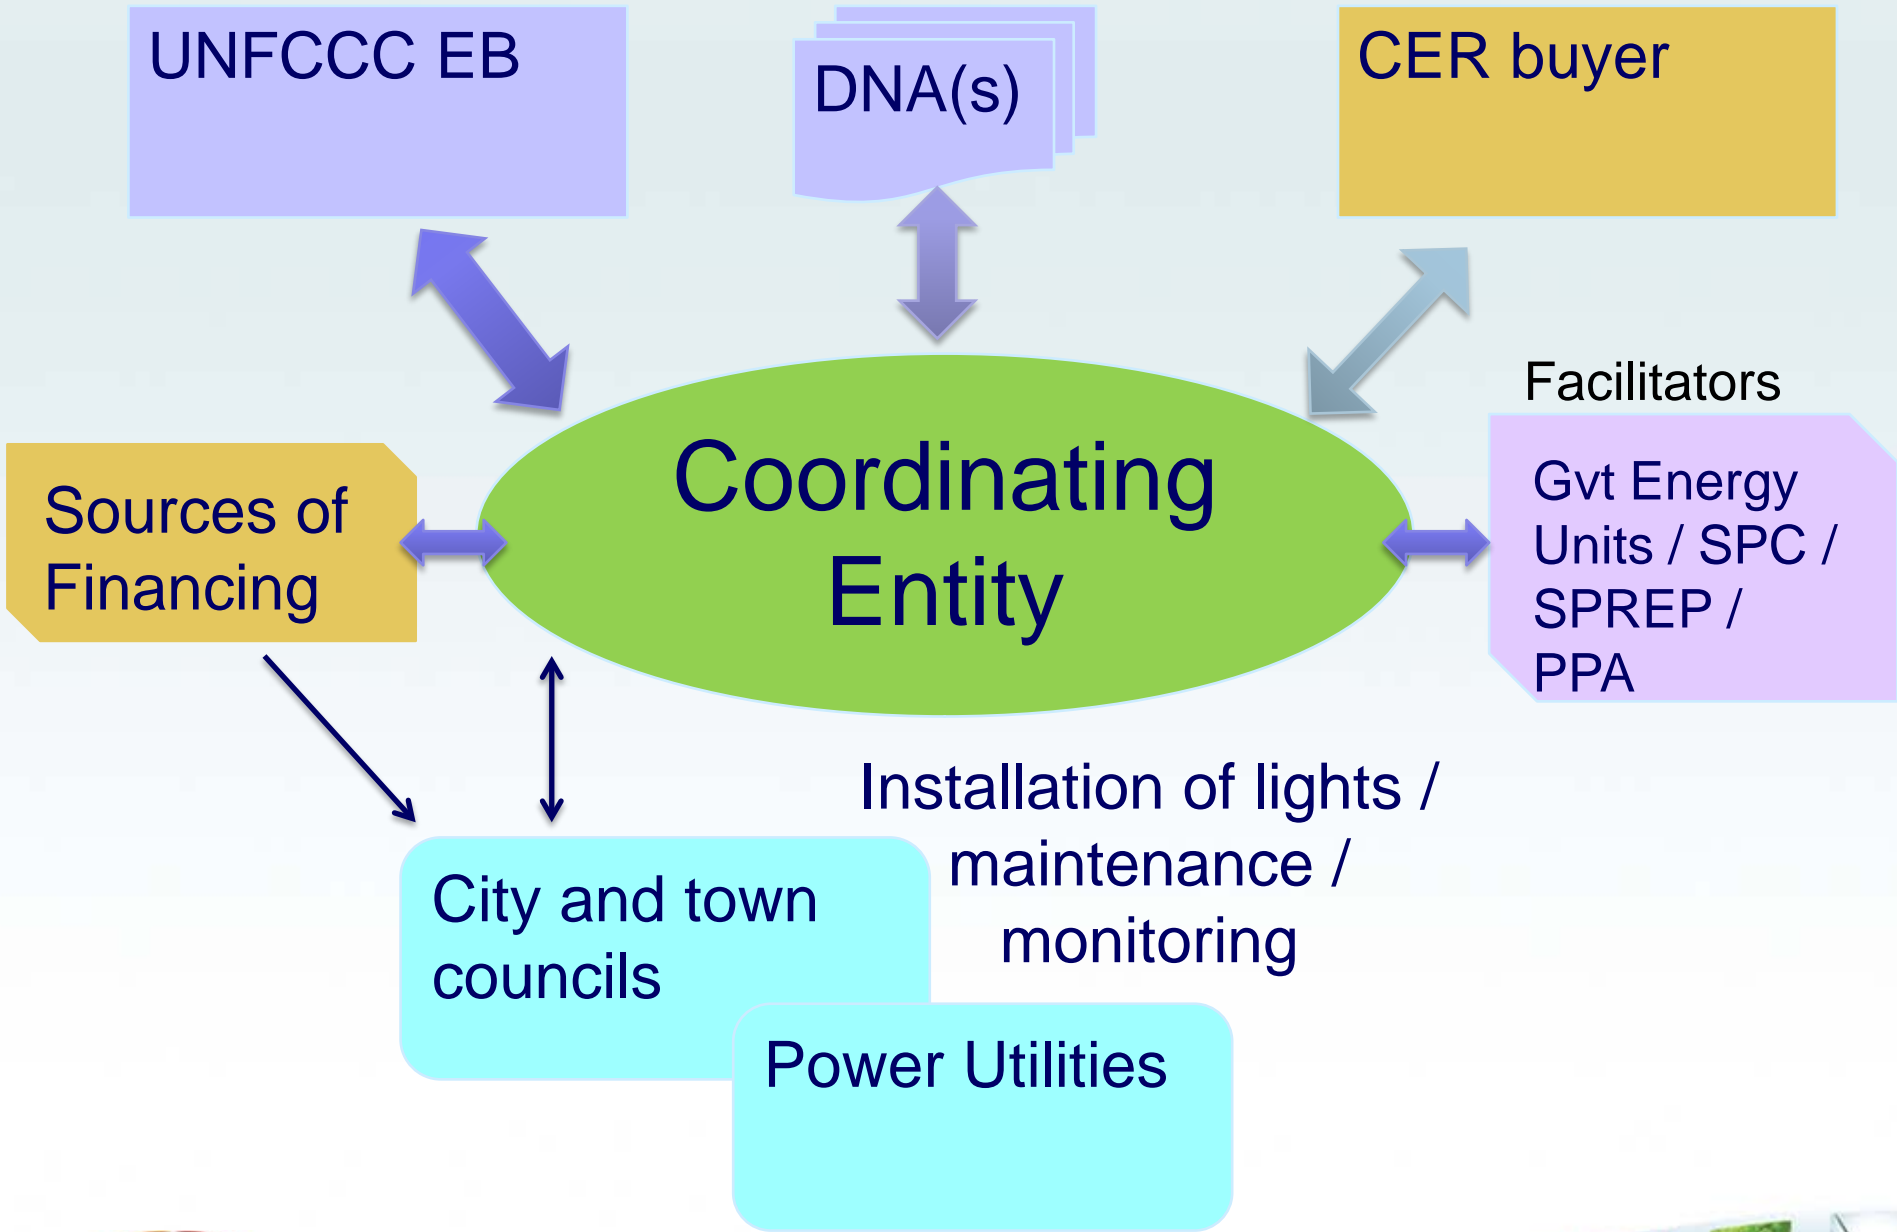 UNFCCC EB
DNA(s)
CER buyer
Facilitators
Sources of
Financing
Coordinating
Entity
Gvt Energy
Units / SPC /
SPREP /
PPA
Installation of lights /
maintenance /
monitoring
City and town
councils
Power Utilities